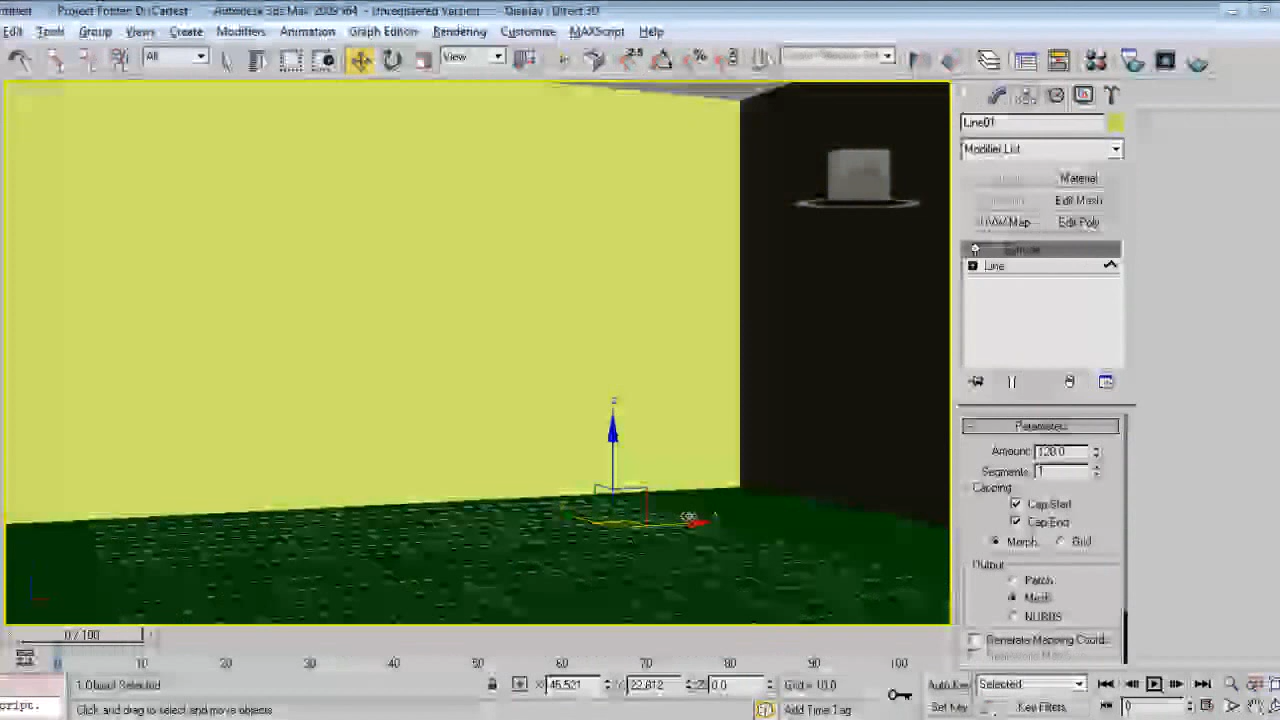 Project Folder: D:\Cartest Autodesk 3ds Max 2009 x64 - Unregistered Version - Display : Direct 3D
Edit Tools Group Views Create Modifiers Animation Graph Editors Rendering Customize MAXScript Help
All View
Line01
Modifier List
Material
Edit Mesh
UVW Map Edit Poly
Line
Parameters
Amount: 128.0
Segments: 1
Capping
Cap Start
Cap End
Morph Grid
Output
Patch
Mesh
NURBS
Generate Mapping Coord..
z
0 / 100
0 10 20 30 40 50 60 70 80 90 100
1 Object Selected X: 45.521 Y: 22.812 Z: 0.0 Grid = 10.0 Auto Key Selected
cript. Click and drag to select and move objects Add Time Tag Set Key Key Filters... 0